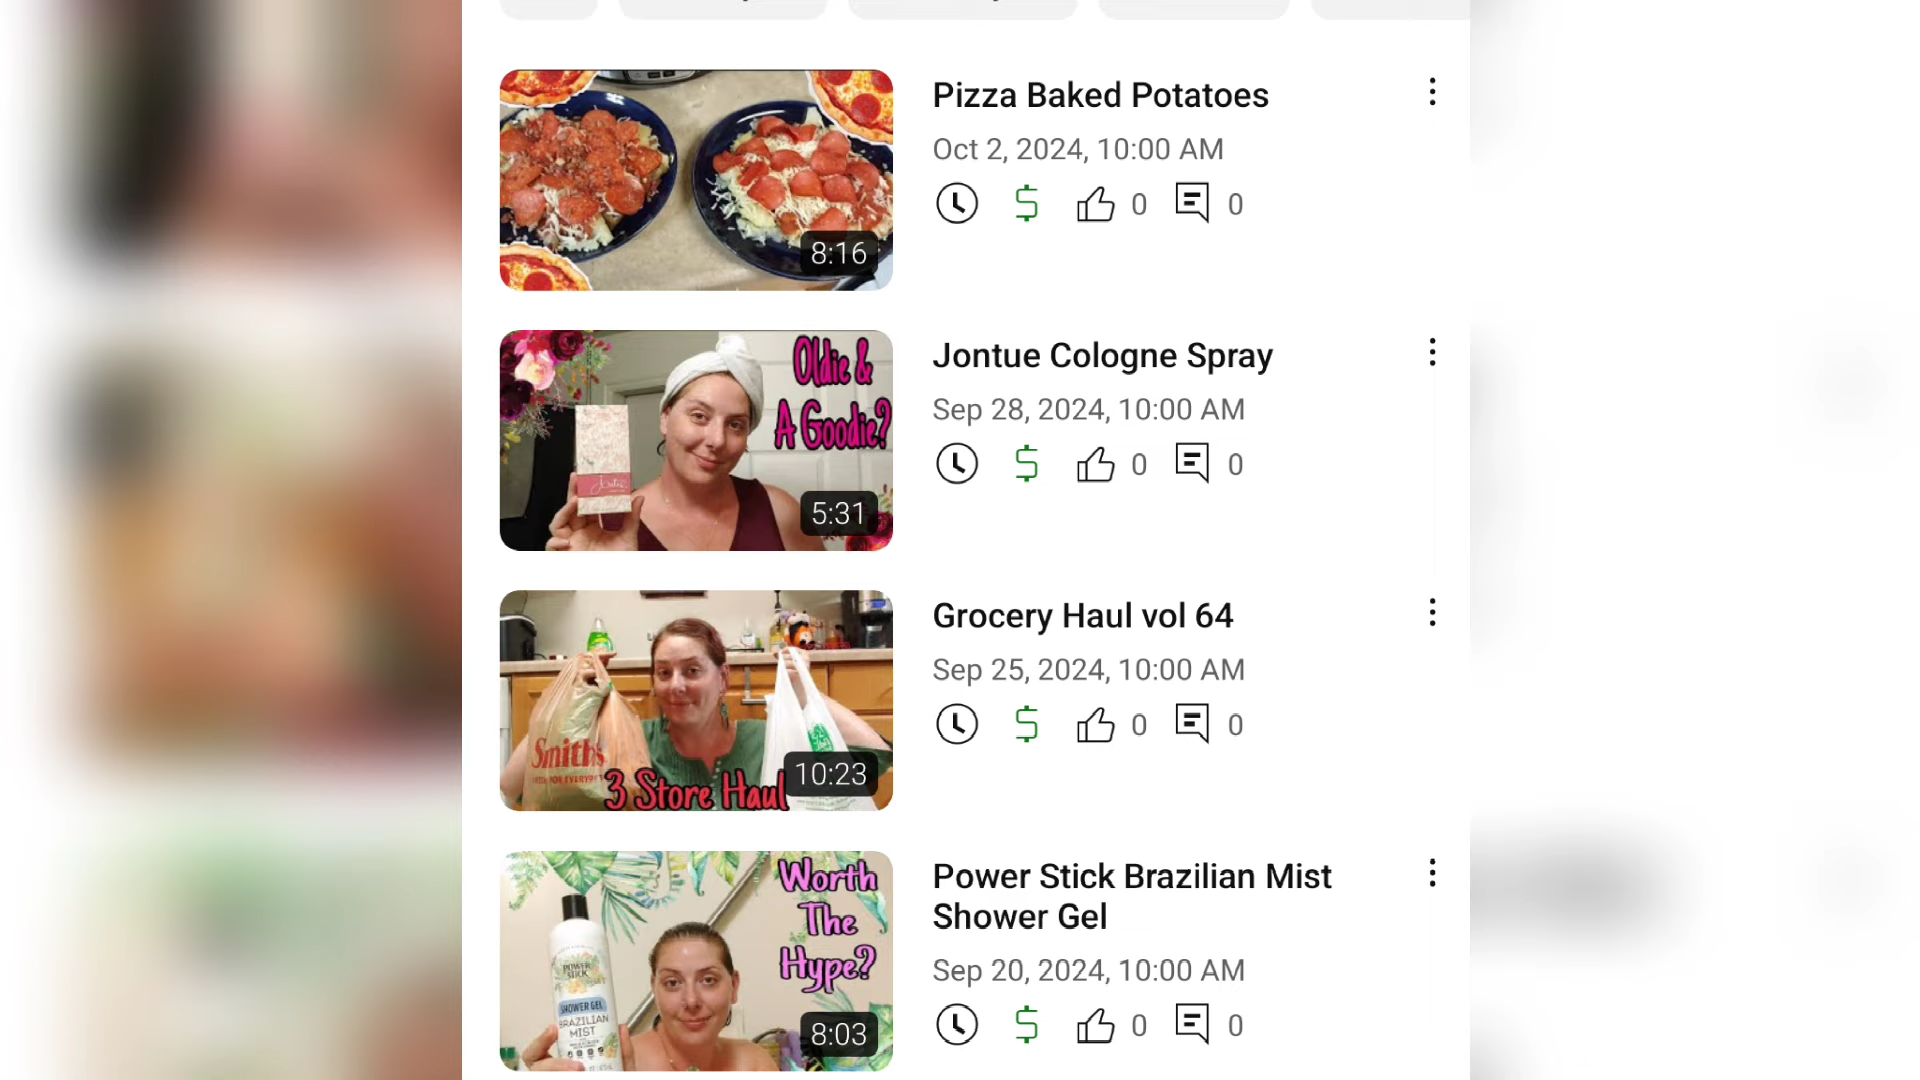 Pizza Baked Potatoes
Oct 2, 2024, 10:00 AM
0 0
8:16
Oldie &
A Goodie?
Jontue Cologne Spray
Sep 28, 2024, 10:00 AM
0 0
5:31
Grocery Haul vol 64
Sep 25, 2024, 10:00 AM
0 0
Smith's
3 Store Haul
10:23
Worth
The
Hype?
Power Stick Brazilian Mist
Shower Gel
Sep 20, 2024, 10:00 AM
0 0
POWER
STICK
SHOWER GEL
BRAZILIAN
MIST
8:03